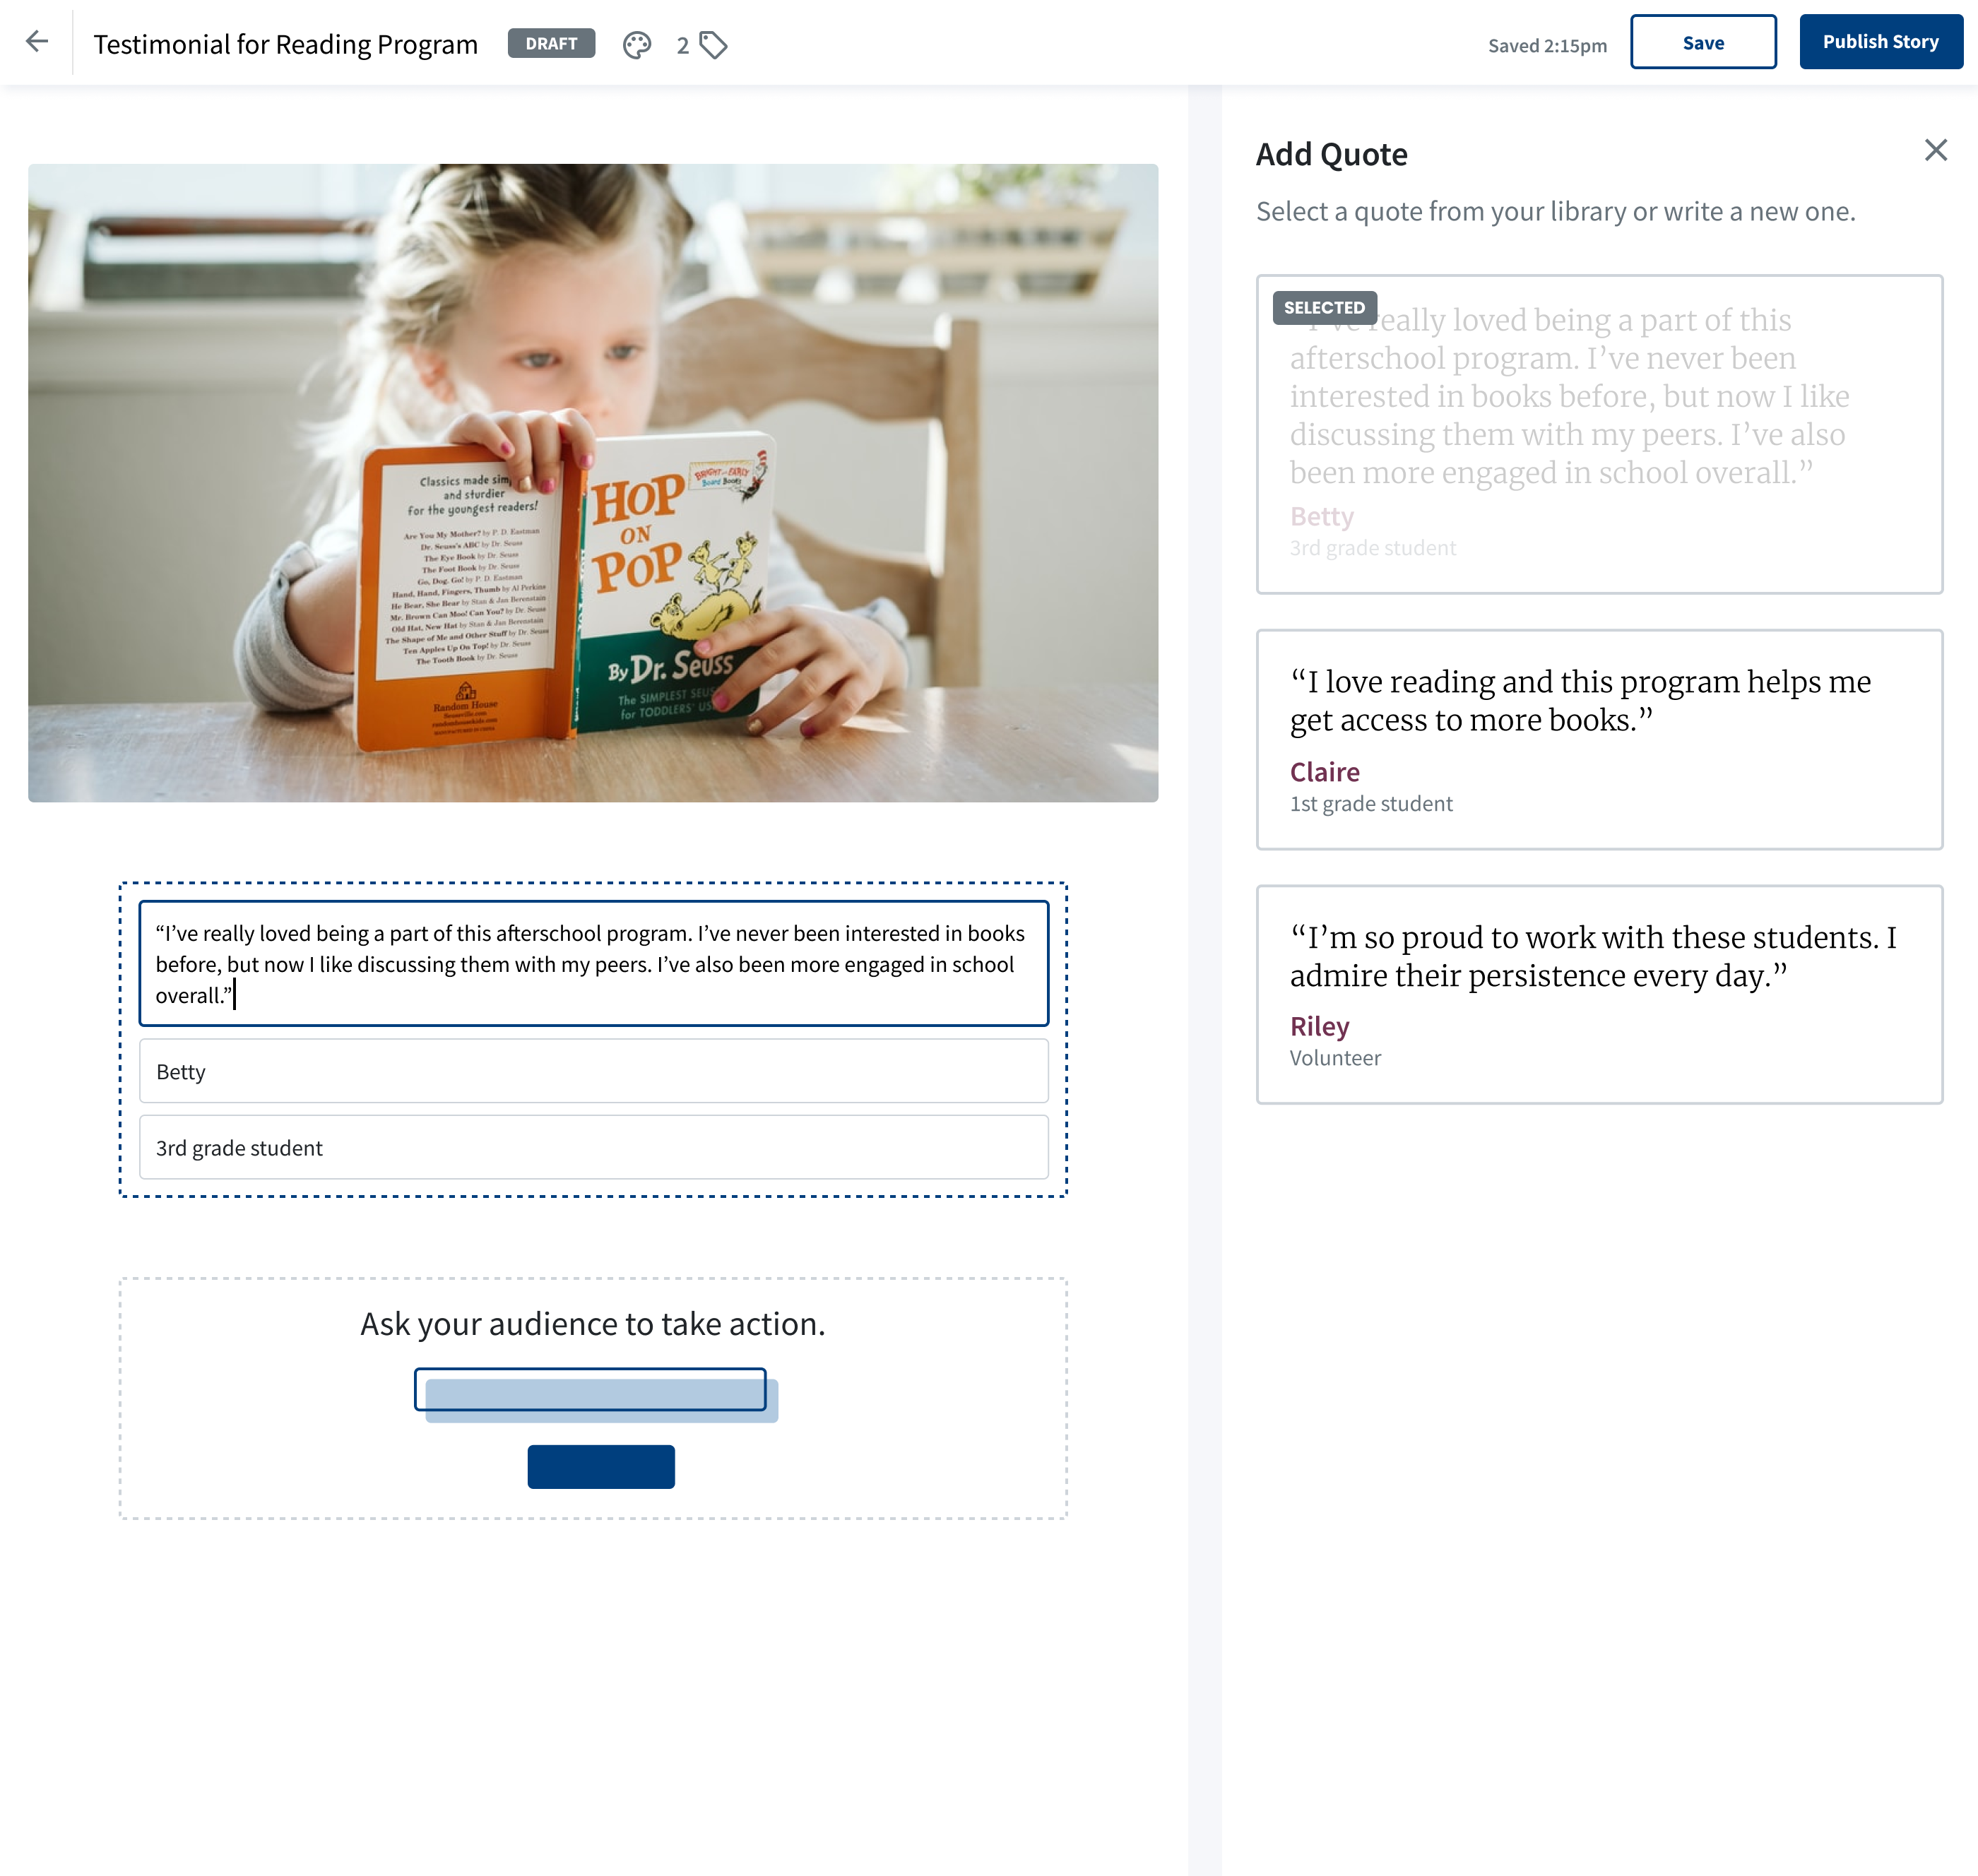 Testimonial for Reading Program
DRAFT
2
Saved 2:15pm
Save
Publish Story
Classics made sim
and sturdier
for the youngest readers!
Are You My Mother? by P. D. Eastman
Dr. Seuss's ABC by Dr. Seuss
The Eye Book by Dr. Seuss
The Foot Book by Dr. Seuss
Go, Dog. Go! by P. D. Eastman
Hand, Hand, Fingers, Thumb by Al Perkins
He Bear, She Bear by Stan & Jan Berenstain
Mr. Brown Can Moo! Can You? by Dr. Seuss
Old Hat, New Hat by Stan & Jan Berenstain
The Shape of Me and Other Stuff by Dr. Seuss
Ten Apples Up On Top! by Dr. Seuss
The Tooth Book by Dr. Seuss
Random House
Seussville.com
randomhousekids.com
MANUFACTURED IN CHINA
BRIGHT and EARLY
Board Books
HOP
ON
POP
By Dr. Seuss
The SIMPLEST SEUS
for TODDLERS' US
“I’ve really loved being a part of this afterschool program. I’ve never been interested in books
before, but now I like discussing them with my peers. I’ve also been more engaged in school
overall.”
Betty
3rd grade student
Ask your audience to take action.
Add Quote
Select a quote from your library or write a new one.
SELECTED
“I’ve really loved being a part of this
afterschool program. I’ve never been
interested in books before, but now I like
discussing them with my peers. I’ve also
been more engaged in school overall.”
Betty
3rd grade student
“I love reading and this program helps me
get access to more books.”
Claire
1st grade student
“I’m so proud to work with these students. I
admire their persistence every day.”
Riley
Volunteer